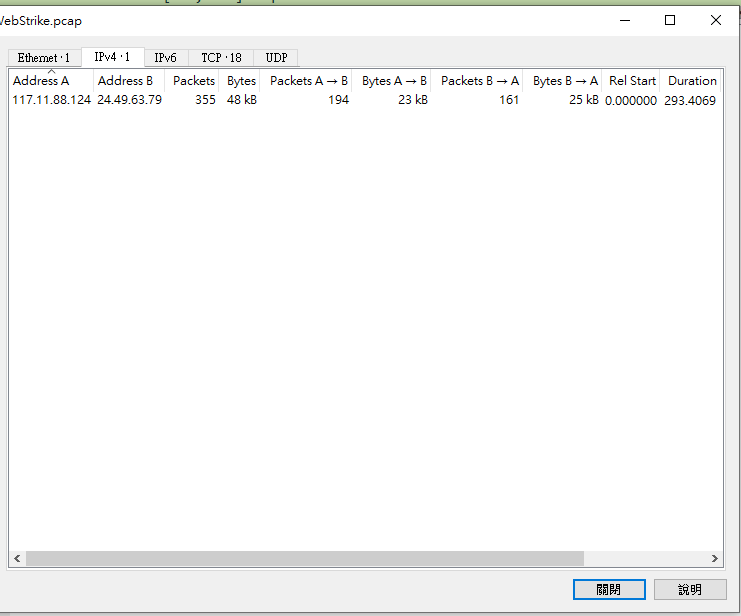 WebStrike.pcap
Ethernet · 1 IPv4 · 1 IPv6 TCP · 18 UDP
Address A Address B Packets Bytes Packets A → B Bytes A → B Packets B → A Bytes B → A Rel Start Duration
117.11.88.124 24.49.63.79 355 48 kB 194 23 kB 161 25 kB 0.000000 293.4069
關閉 說明